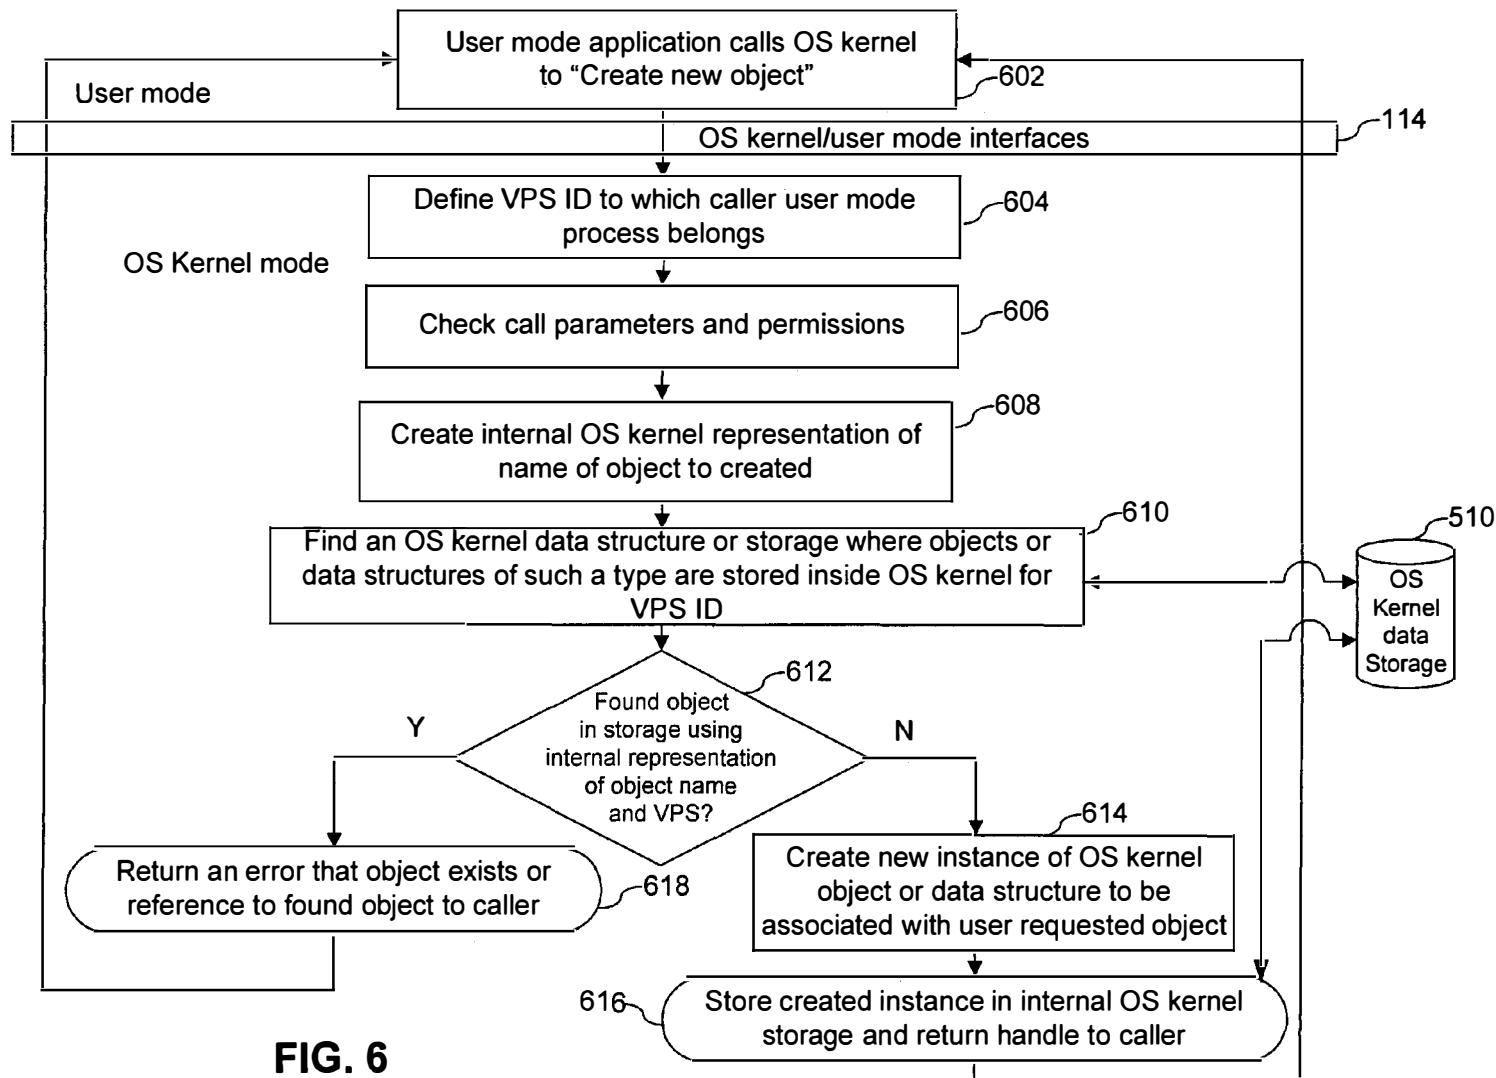 User mode application calls OS kernel
to “Create new object”
602
User mode
114
OS kernel/user mode interfaces
Define VPS ID to which caller user mode
process belongs
604
OS Kernel mode
Check call parameters and permissions
606
608
Create internal OS kernel representation of
name of object to created
610
510
Find an OS kernel data structure or storage where objects or
data structures of such a type are stored inside OS kernel for
VPS ID
OS
Kernel
data
Storage
612
Found object
in storage using
internal representation
of object name
and VPS?
Y
N
614
Create new instance of OS kernel
object or data structure to be
associated with user requested object
Return an error that object exists or
reference to found object to caller
618
616
Store created instance in internal OS kernel
storage and return handle to caller
FIG. 6